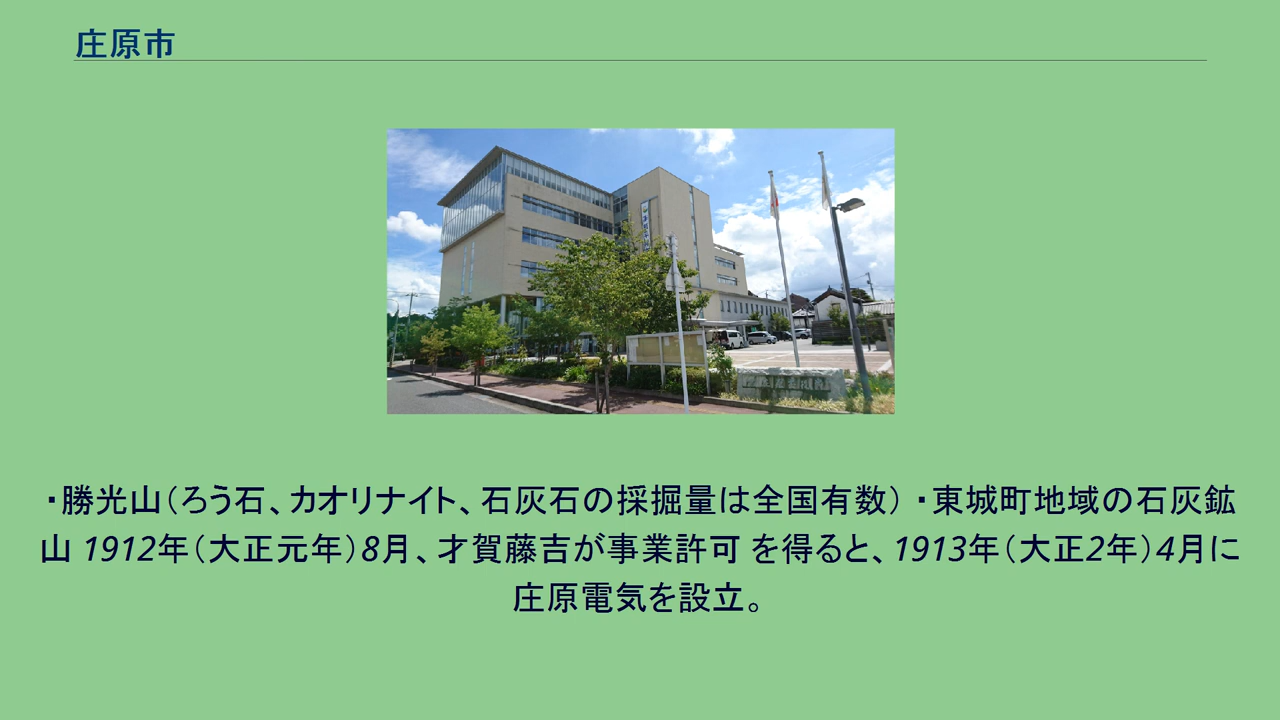 庄原市
・勝光山（ろう石、カオリナイト、石灰石の採掘量は全国有数）・東城町地域の石灰鉱
山 1912年（大正元年）8月、才賀藤吉が事業許可 を得ると、1913年（大正2年）4月に
庄原電気を設立。